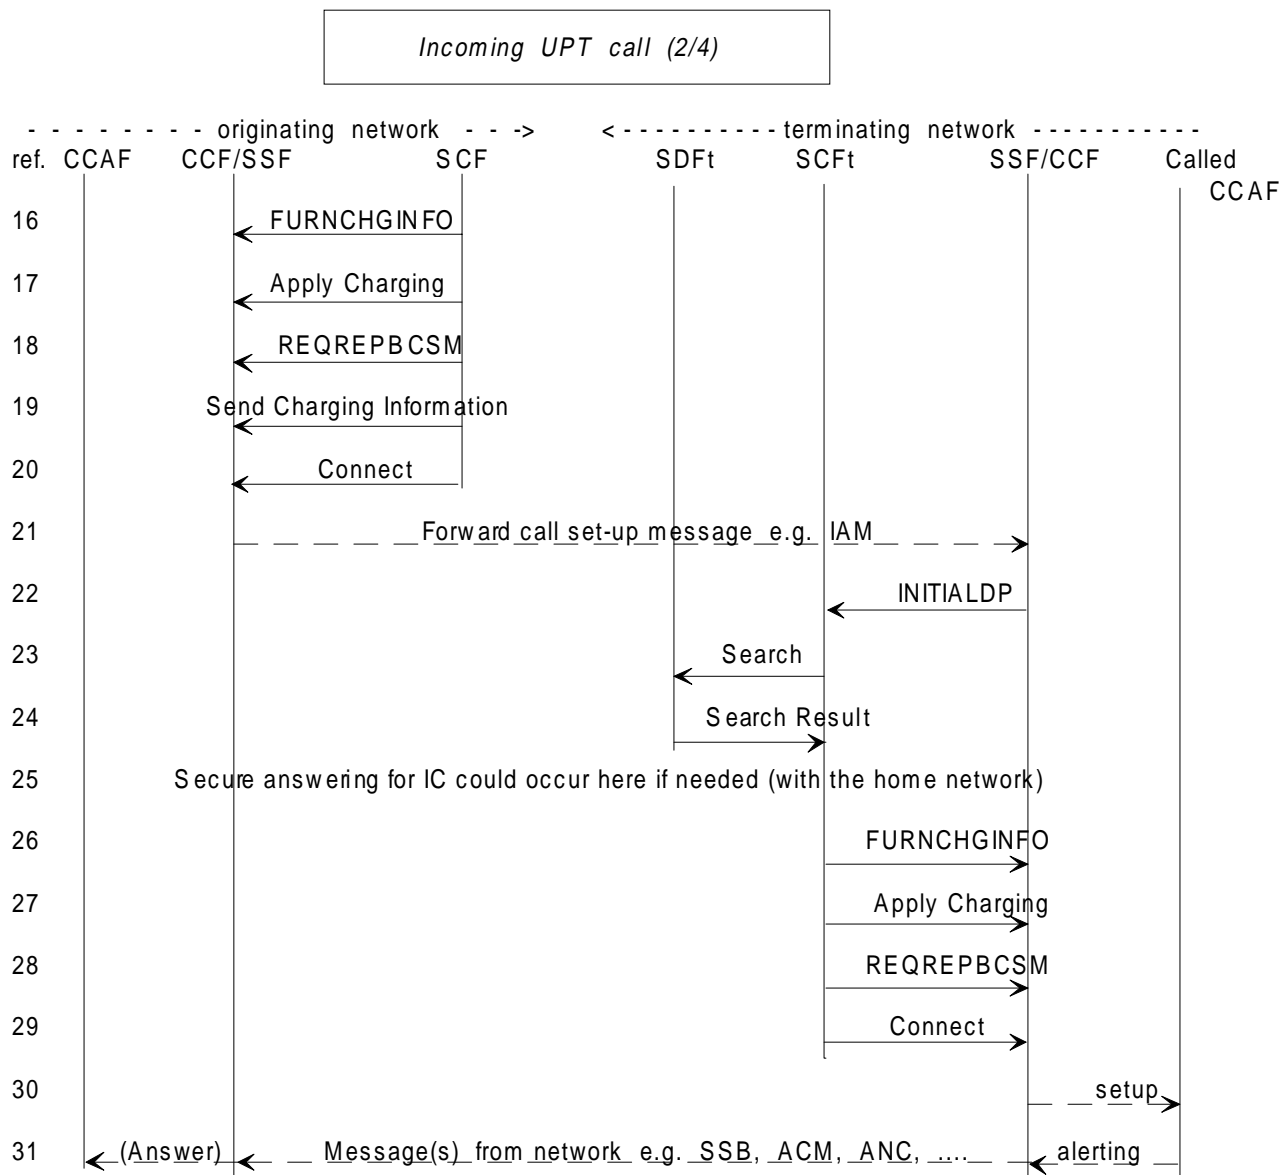 Incoming UPT call (2/4)
- - - - - - - - originating network - - -> <- - - - - - - - - - terminating network - - - - - - - - - - -
ref. CCAF CCF/SSF SCF SDFt SCFt SSF/CCF Called
CCAF
16 FURNCHGINFO
17 Apply Charging
18 REQREPBCSM
19 Send Charging Information
20 Connect
21 Forward call set-up message e.g. IAM
22 INITIALDP
23 Search
24 Search Result
25 Secure answering for IC could occur here if needed (with the home network)
26 FURNCHGINFO
27 Apply Charging
28 REQREPBCSM
29 Connect
30 setup
31 (Answer) Message(s) from network e.g. SSB, ACM, ANC, .... alerting